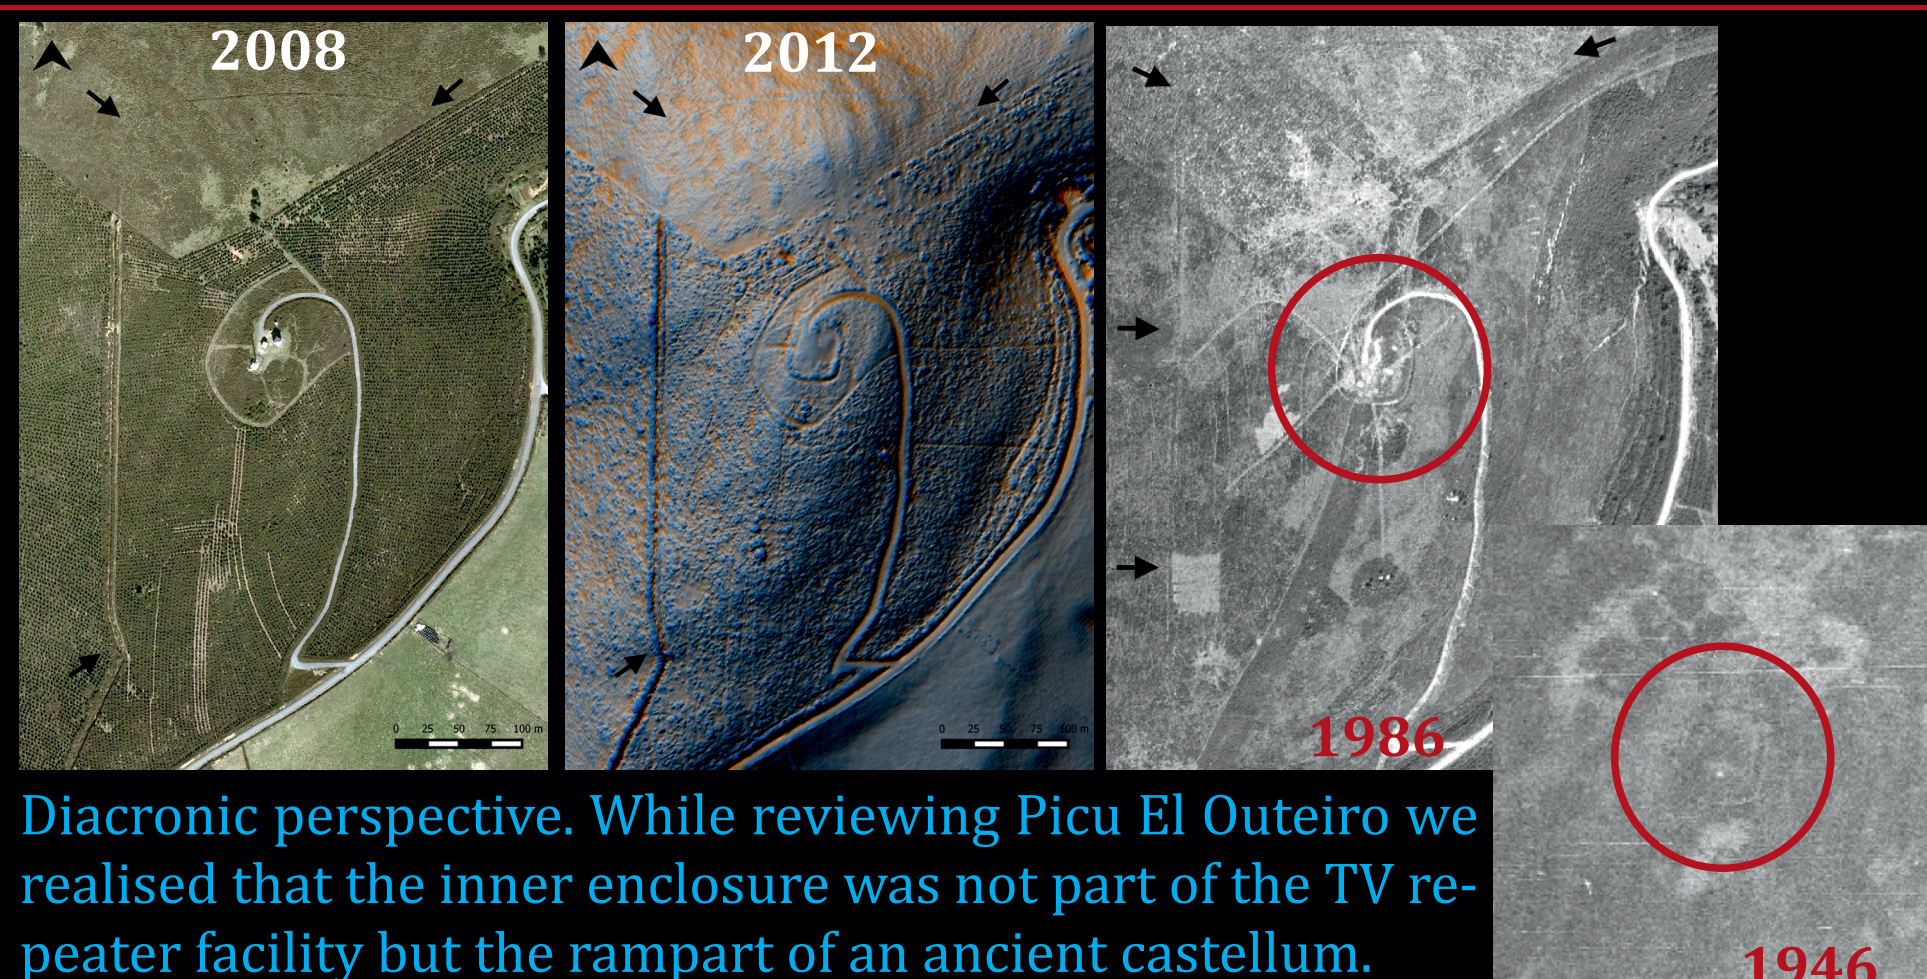 2008
2012
0 25 50 75 100 m
0 25 50 75 100 m
1986
1946
Diacronic perspective. While reviewing Picu El Outeiro we
realised that the inner enclosure was not part of the TV re-
peater facility but the rampart of an ancient castellum.